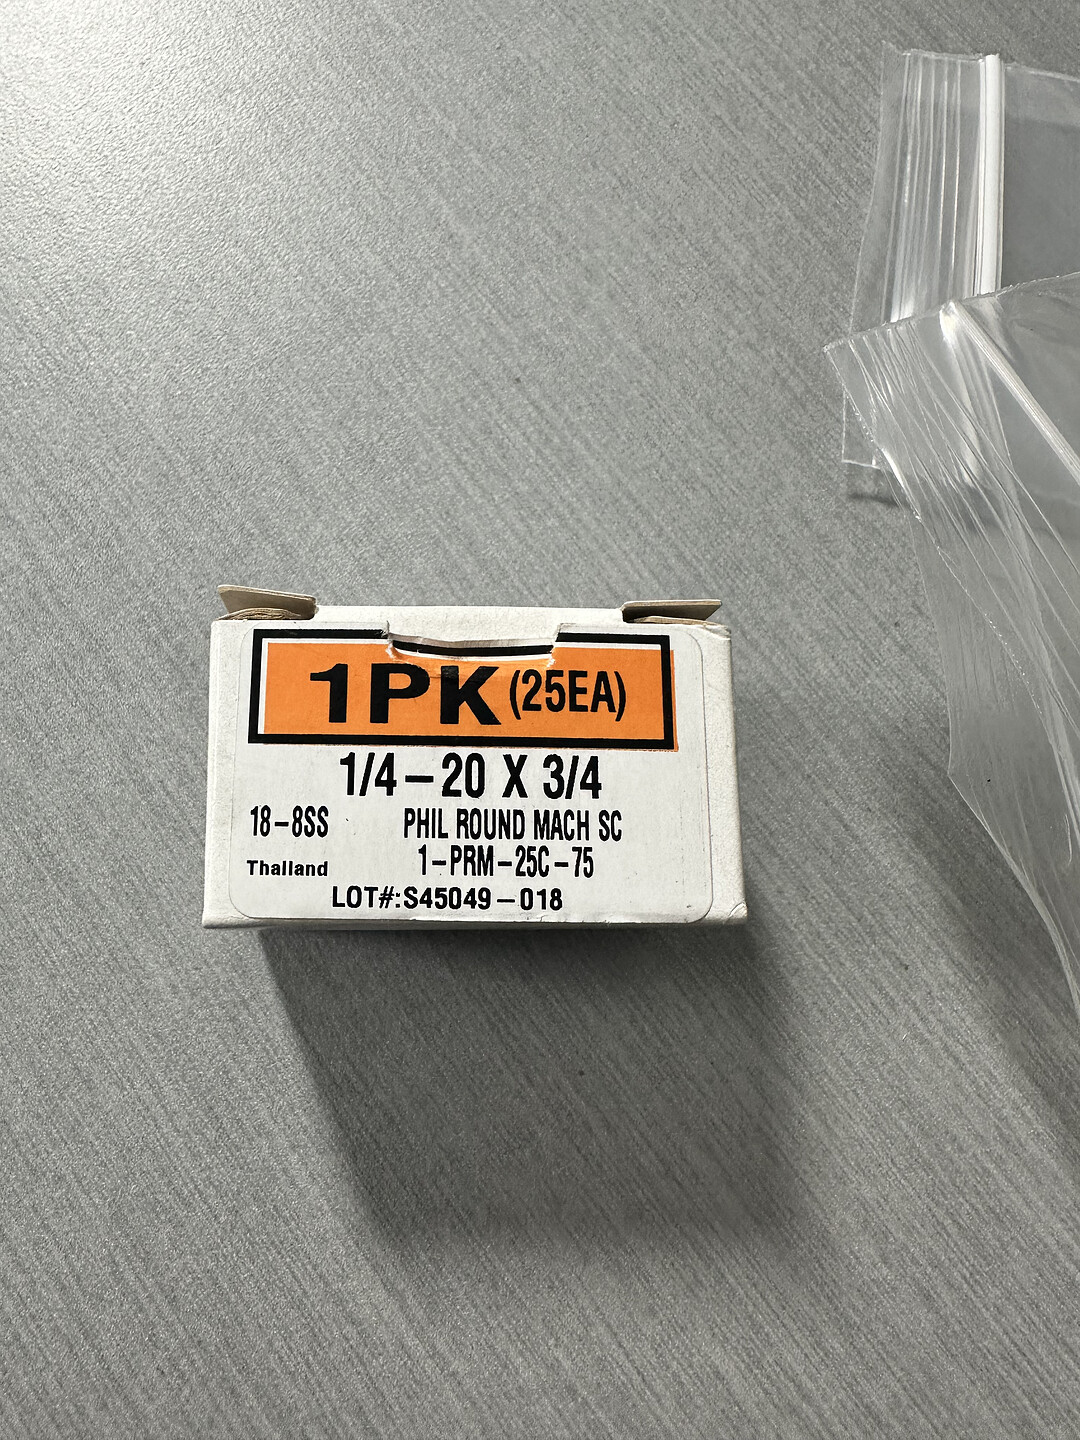 1PK (25EA)
1/4-20 X 3/4
18-8SS PHIL ROUND MACH SC
Thailand 1-PRM-25C-75
LOT#:S45049-018